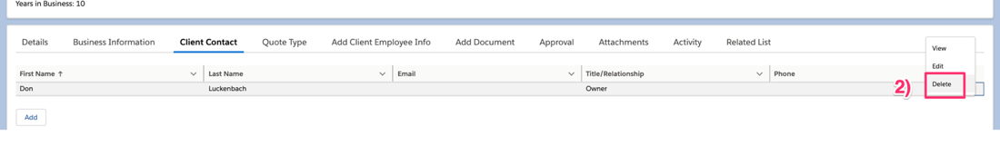 Years in Business: 10
Details Business Information Client Contact Quote Type Add Client Employee Info Add Document Approval Attachments Activity Related List
View
Edit
2) Delete
First Name ↑ Last Name Email Title/Relationship Phone
Don Luckenbach Owner
Add